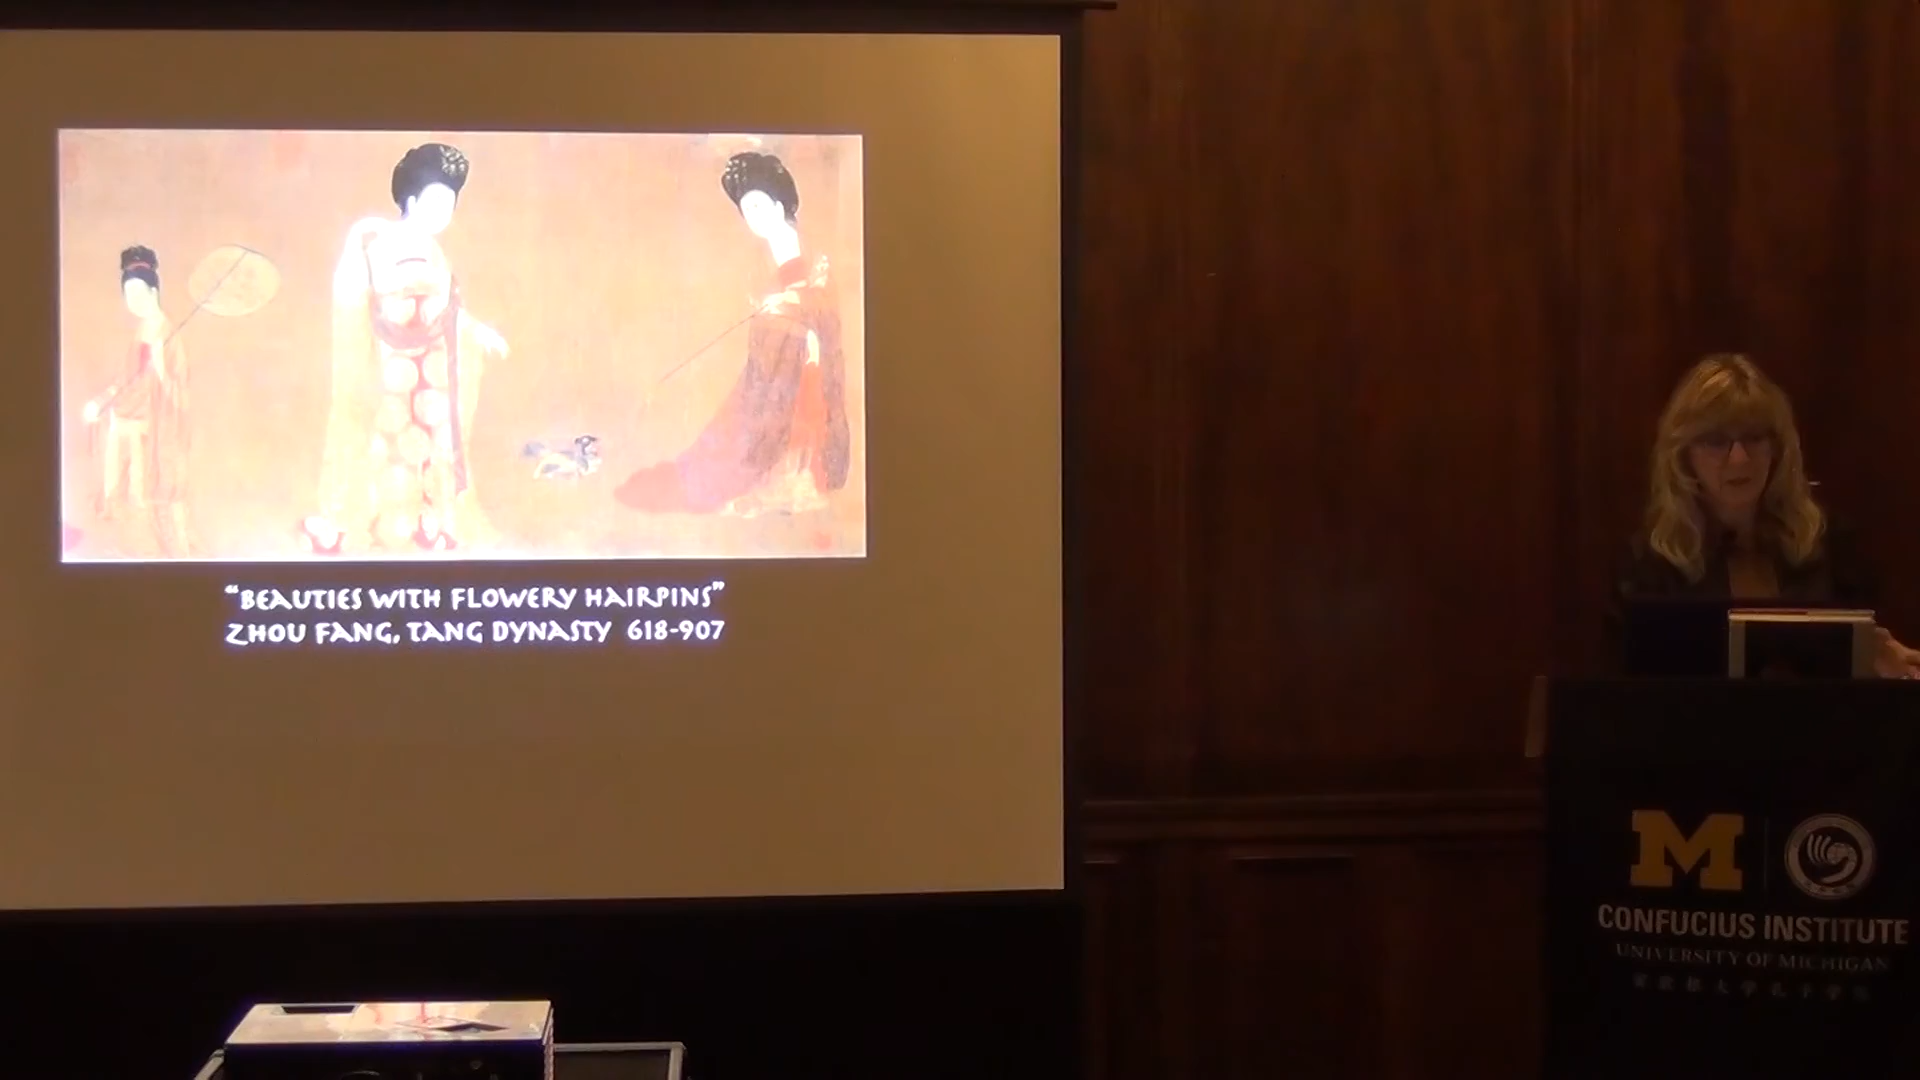 “BEAUTIES WITH FLOWERY HAIRPINS”
ZHOU FANG, TANG DYNASTY 618-907
M
CONFUCIUS INSTITUTE
UNIVERSITY OF MICHIGAN